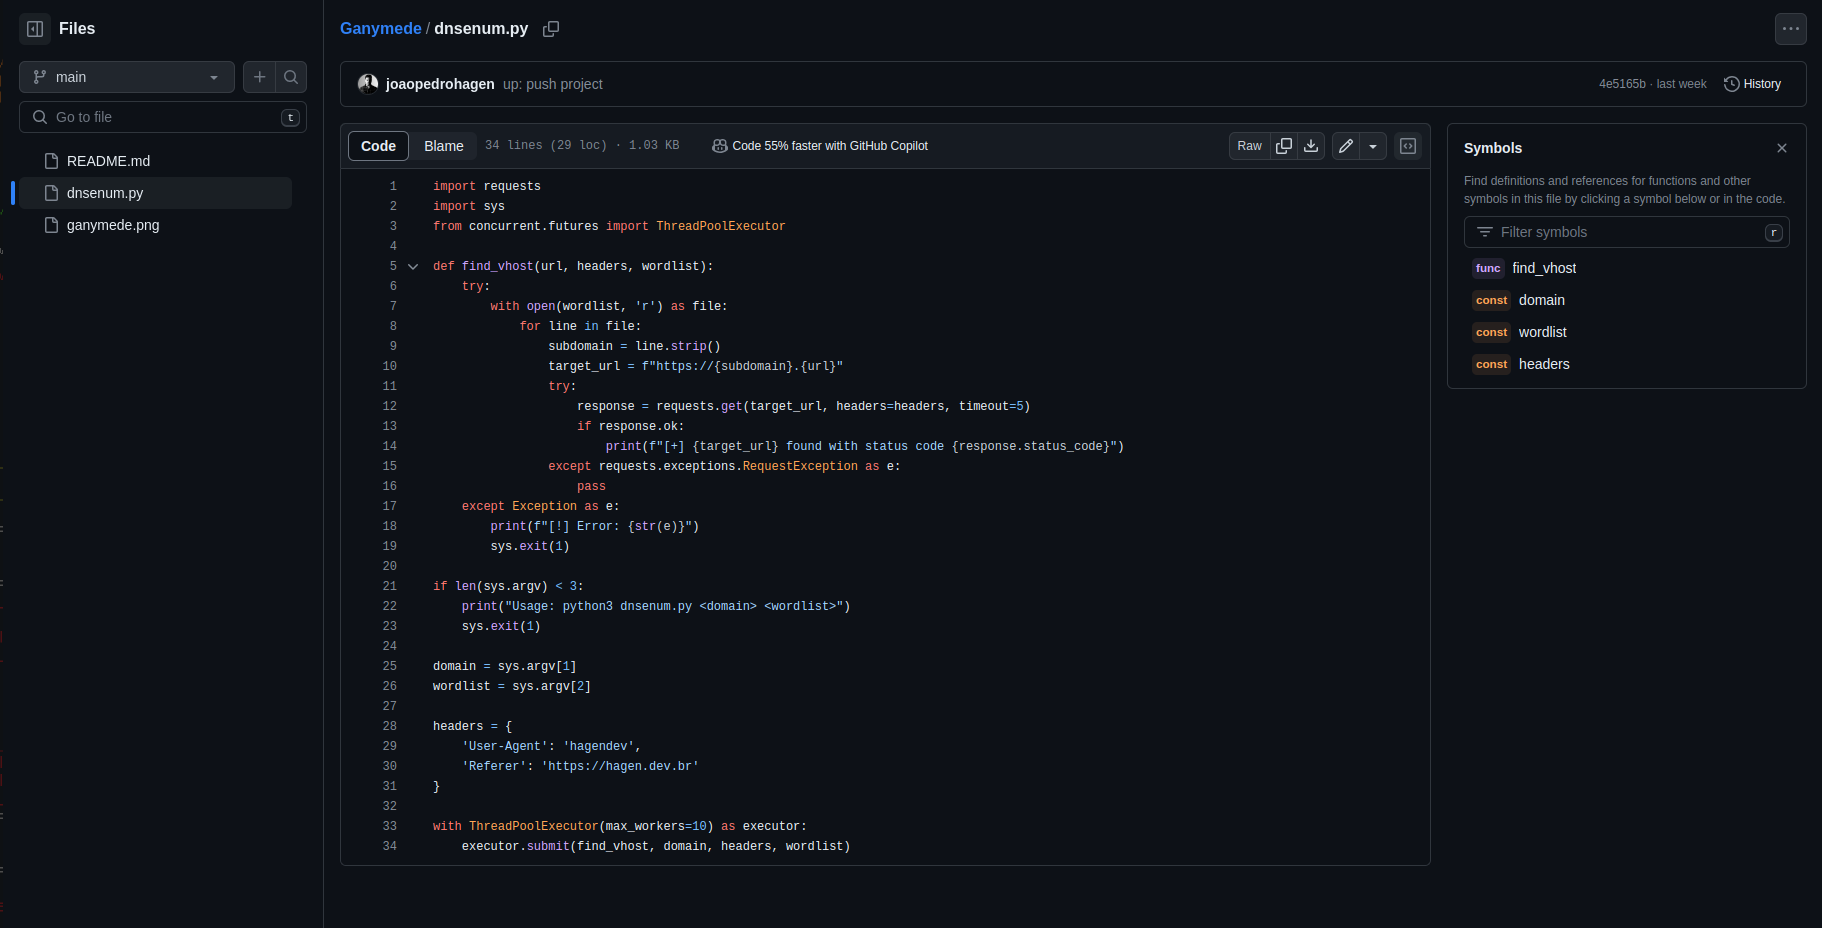 Files
main
Go to file
t
README.md
dnsenum.py
ganymede.png
Ganymede / dnsenum.py
joaopedrohagen up: push project
4e5165b · last week
History
Code
Blame
34 lines (29 loc) · 1.03 KB
Code 55% faster with GitHub Copilot
Raw
1 import requests
2 import sys
3 from concurrent.futures import ThreadPoolExecutor
4
5 def find_vhost(url, headers, wordlist):
6     try:
7         with open(wordlist, 'r') as file:
8             for line in file:
9                 subdomain = line.strip()
10                 target_url = f"https://{subdomain}.{url}"
11                 try:
12                     response = requests.get(target_url, headers=headers, timeout=5)
13                     if response.ok:
14                         print(f"[+] {target_url} found with status code {response.status_code}")
15                 except requests.exceptions.RequestException as e:
16                     pass
17     except Exception as e:
18         print(f"[!] Error: {str(e)}")
19         sys.exit(1)
20
21 if len(sys.argv) < 3:
22     print("Usage: python3 dnsenum.py <domain> <wordlist>")
23     sys.exit(1)
24
25 domain = sys.argv[1]
26 wordlist = sys.argv[2]
27
28 headers = {
29     'User-Agent': 'hagendev',
30     'Referer': 'https://hagen.dev.br'
31 }
32
33 with ThreadPoolExecutor(max_workers=10) as executor:
34     executor.submit(find_vhost, domain, headers, wordlist)
Symbols
Find definitions and references for functions and other
symbols in this file by clicking a symbol below or in the code.
Filter symbols
r
func find_vhost
const domain
const wordlist
const headers